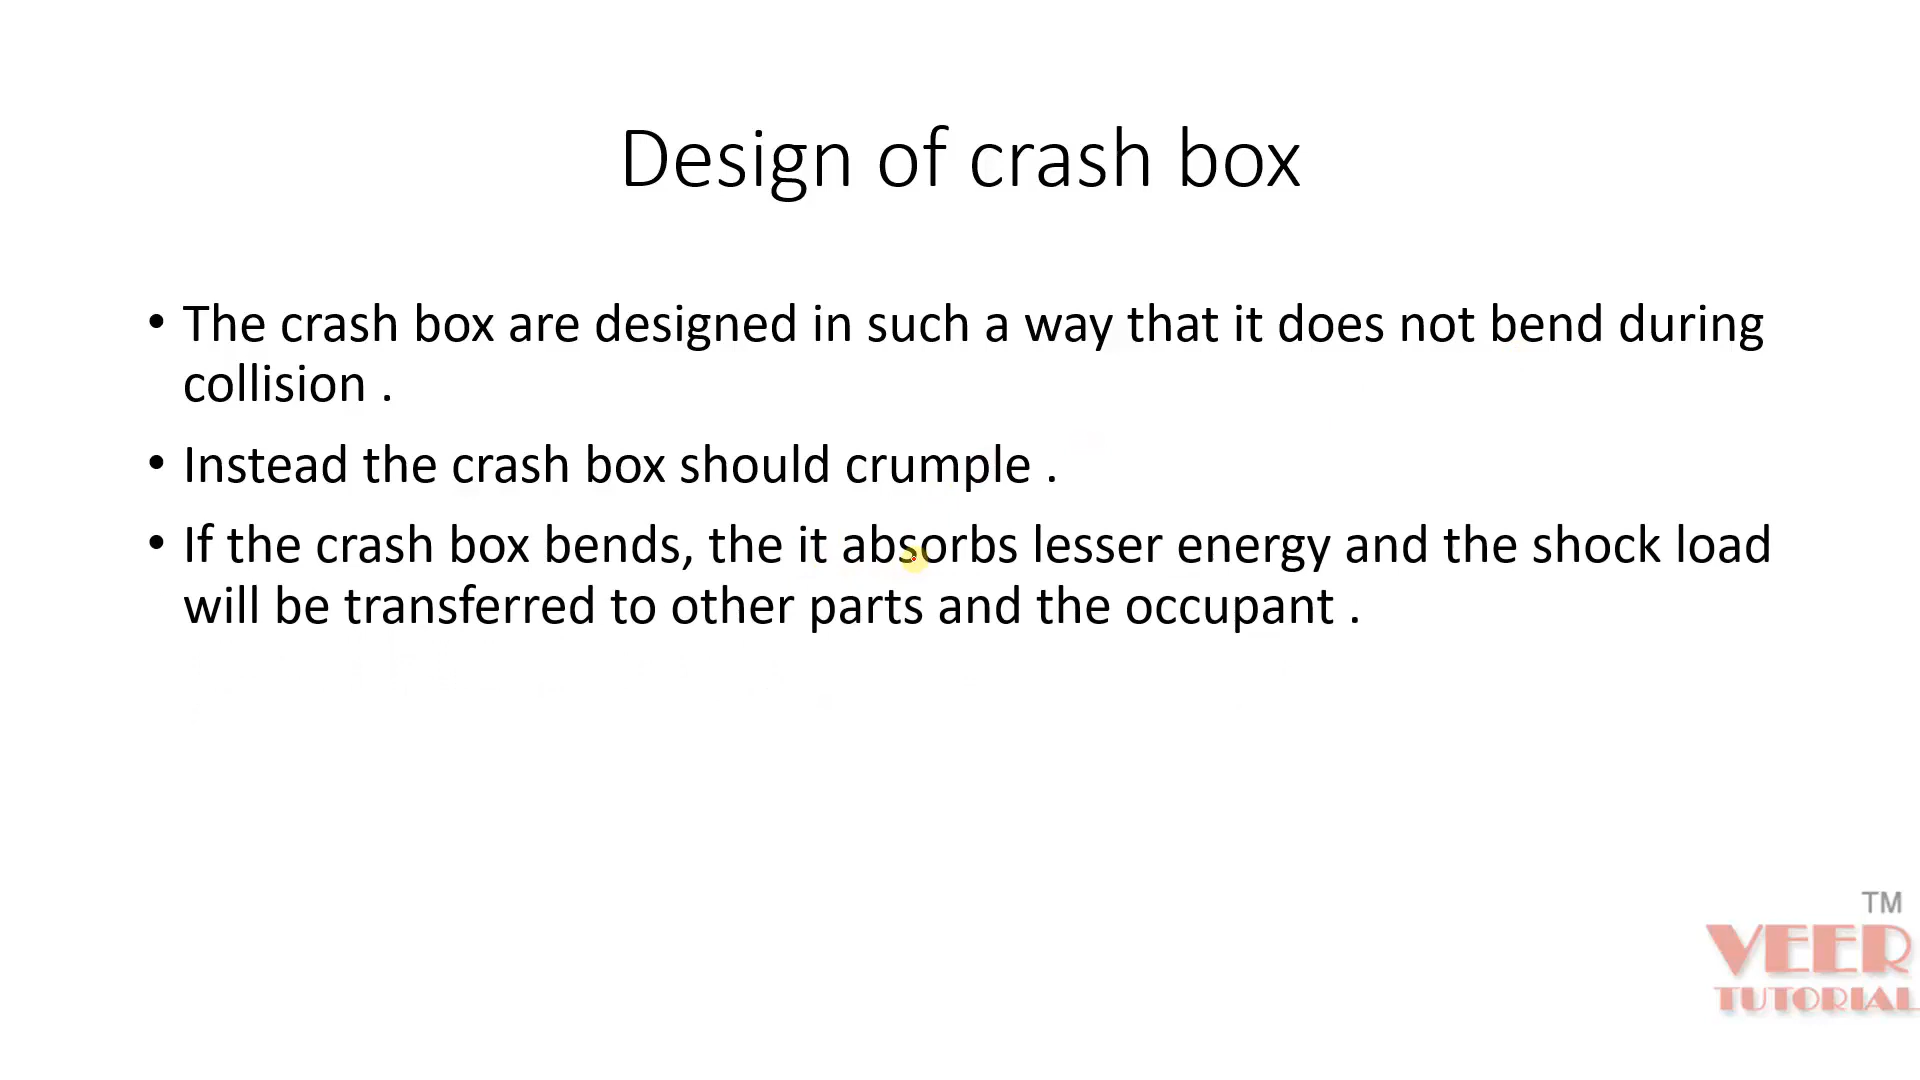 Design of crash box
• The crash box are designed in such a way that it does not bend during
collision .
• Instead the crash box should crumple .
• If the crash box bends, the it absorbs lesser energy and the shock load
will be transferred to other parts and the occupant .
TM
VEER
TUTORIAL